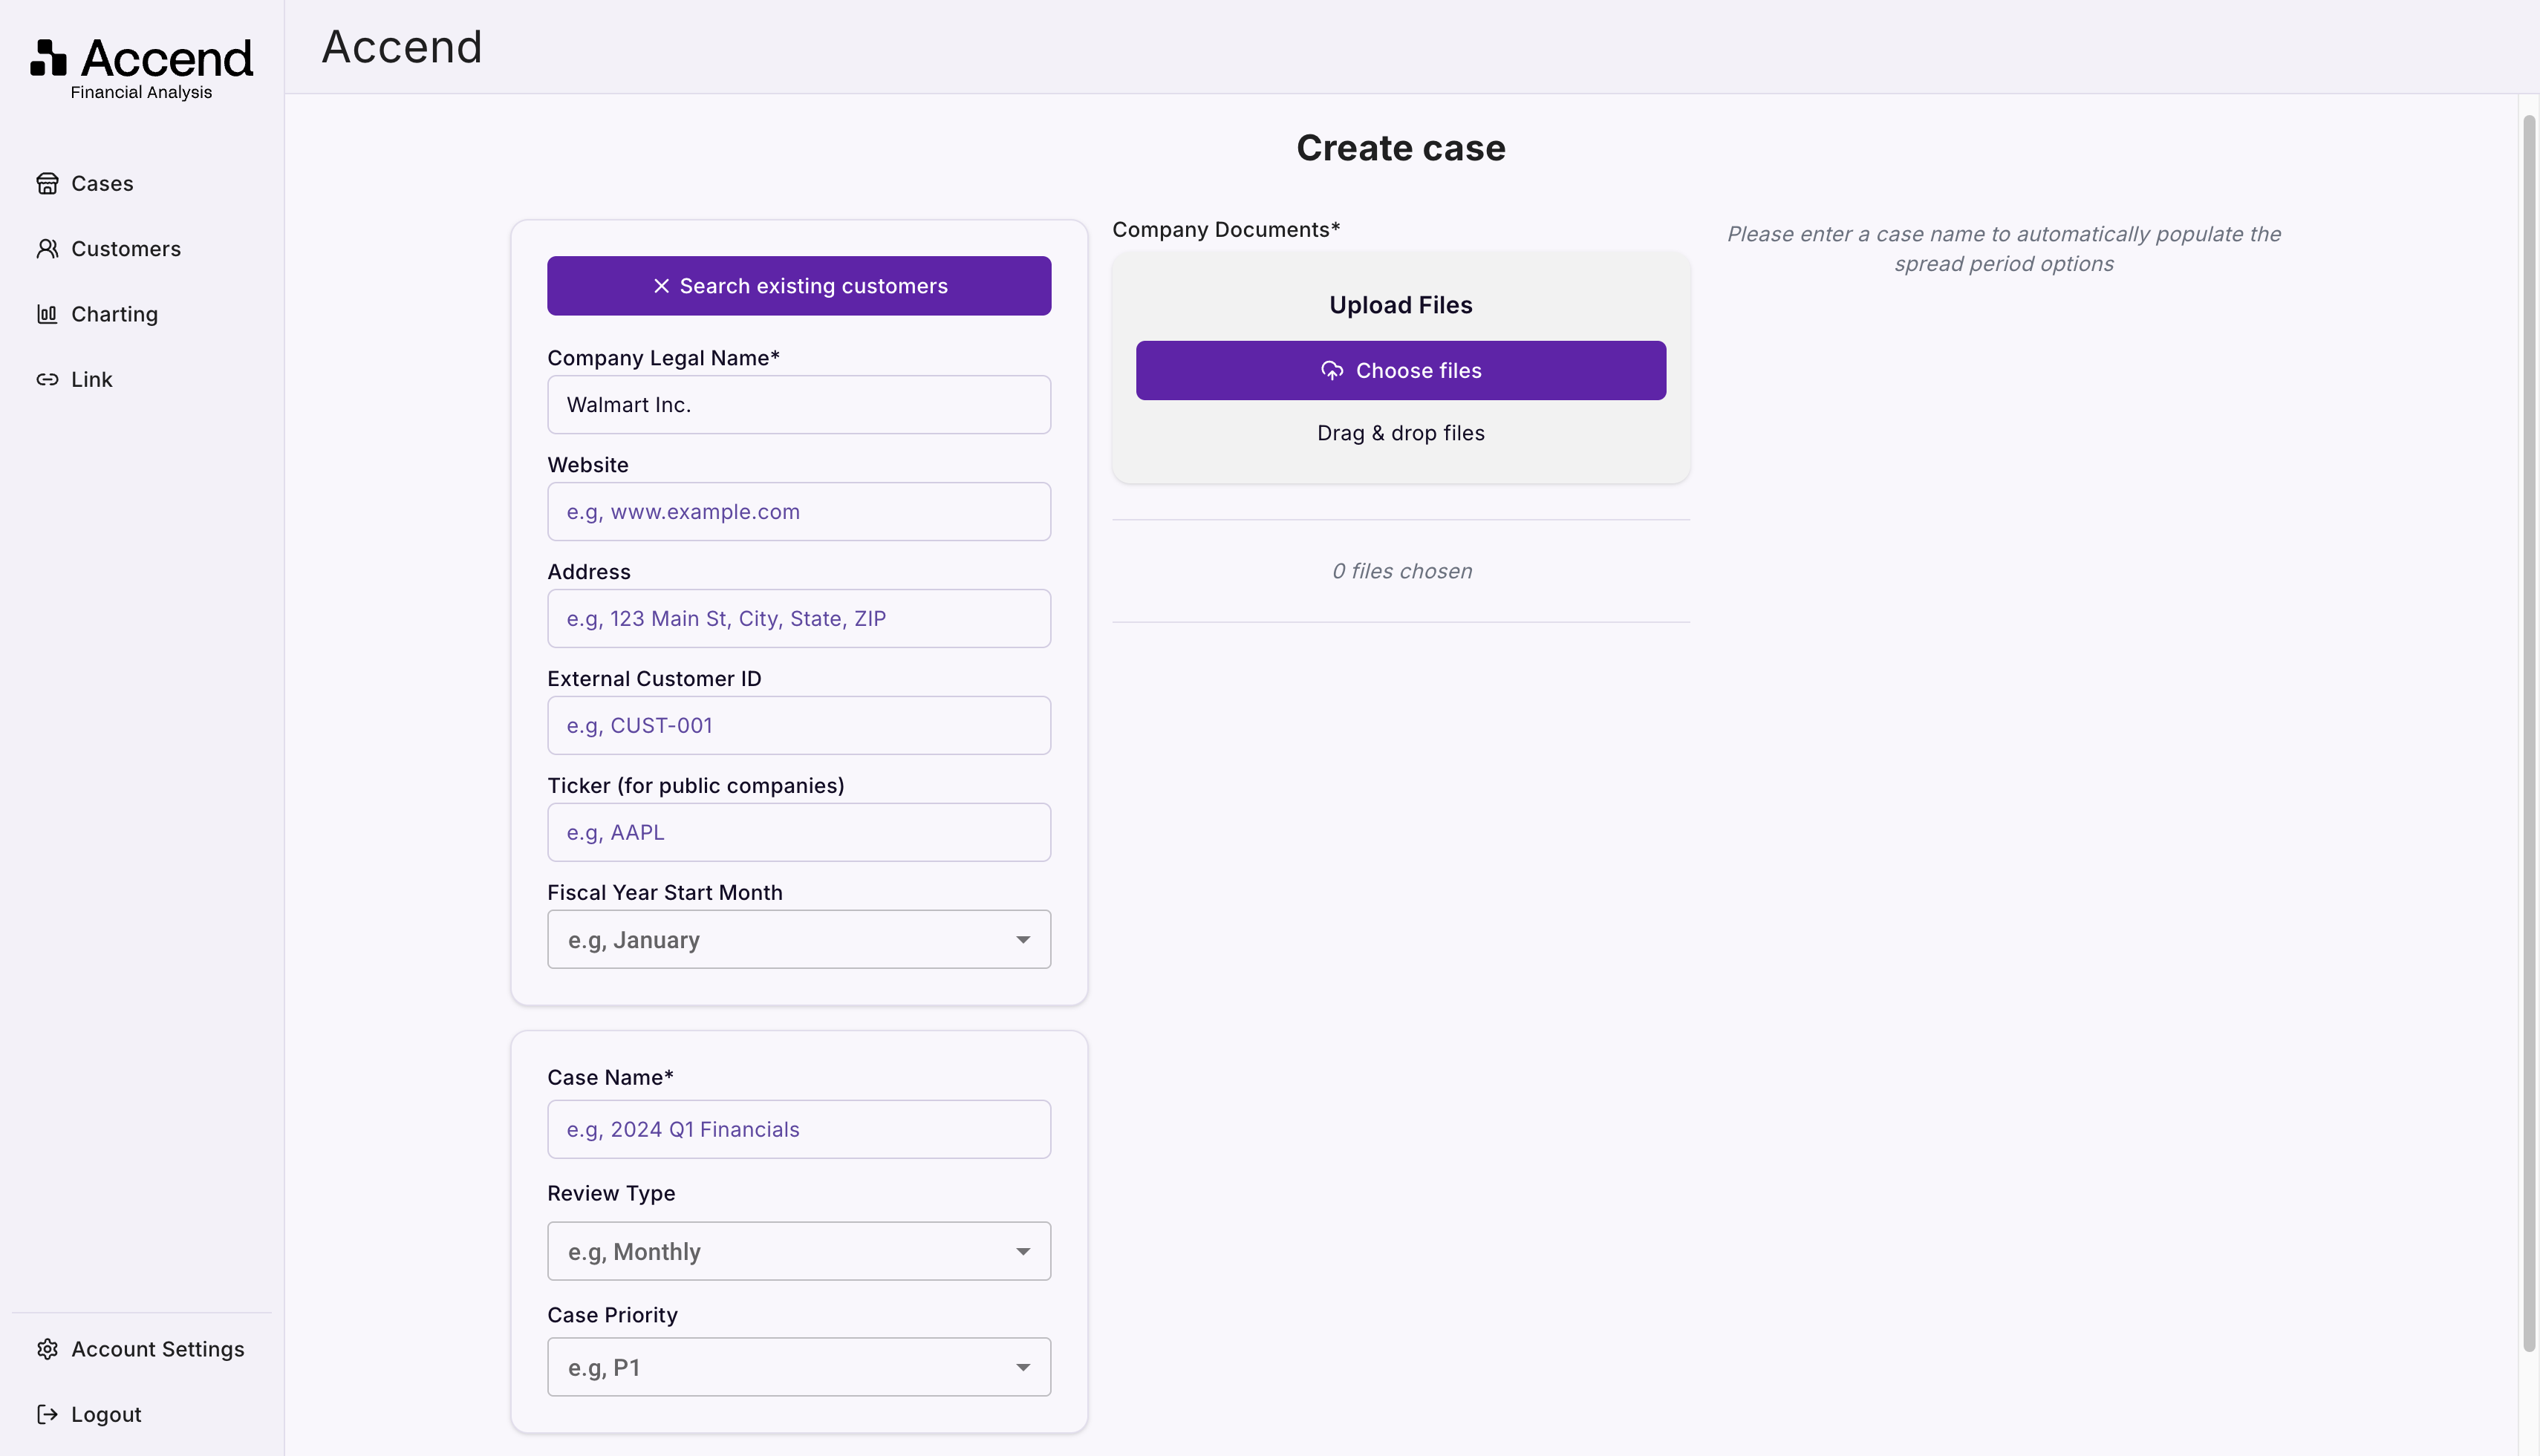 Accend
Financial Analysis
Cases
Customers
Charting
Link
Account Settings
Logout
Accend
Create case
Search existing customers
Company Legal Name*
Walmart Inc.
Website
e.g, www.example.com
Address
e.g, 123 Main St, City, State, ZIP
External Customer ID
e.g, CUST-001
Ticker (for public companies)
e.g, AAPL
Fiscal Year Start Month
e.g, January
Case Name*
e.g, 2024 Q1 Financials
Review Type
e.g, Monthly
Case Priority
e.g, P1
Company Documents*
Upload Files
Choose files
Drag & drop files
0 files chosen
Please enter a case name to automatically populate the
spread period options